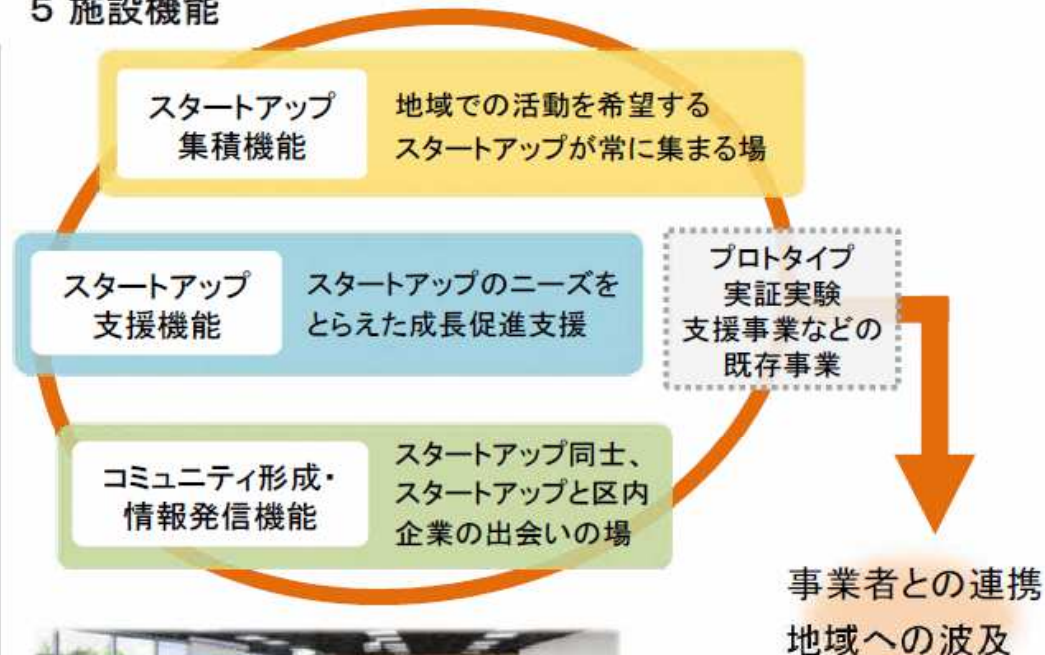 5 施設機能
スタートアップ
集積機能
地域での活動を希望する
スタートアップが常に集まる場
スタートアップ
支援機能
スタートアップのニーズを
とらえた成長促進支援
プロトタイプ
実証実験
支援事業などの
既存事業
コミュニティ形成・
情報発信機能
スタートアップ同士、
スタートアップと区内
企業の出会いの場
事業者との連携
地域への波及